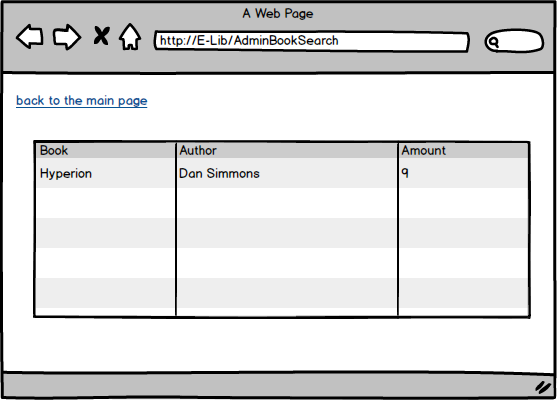 A Web Page
http://E-Lib/AdminBookSearch
back to the main page
Book Author Amount
Hyperion Dan Simmons 9